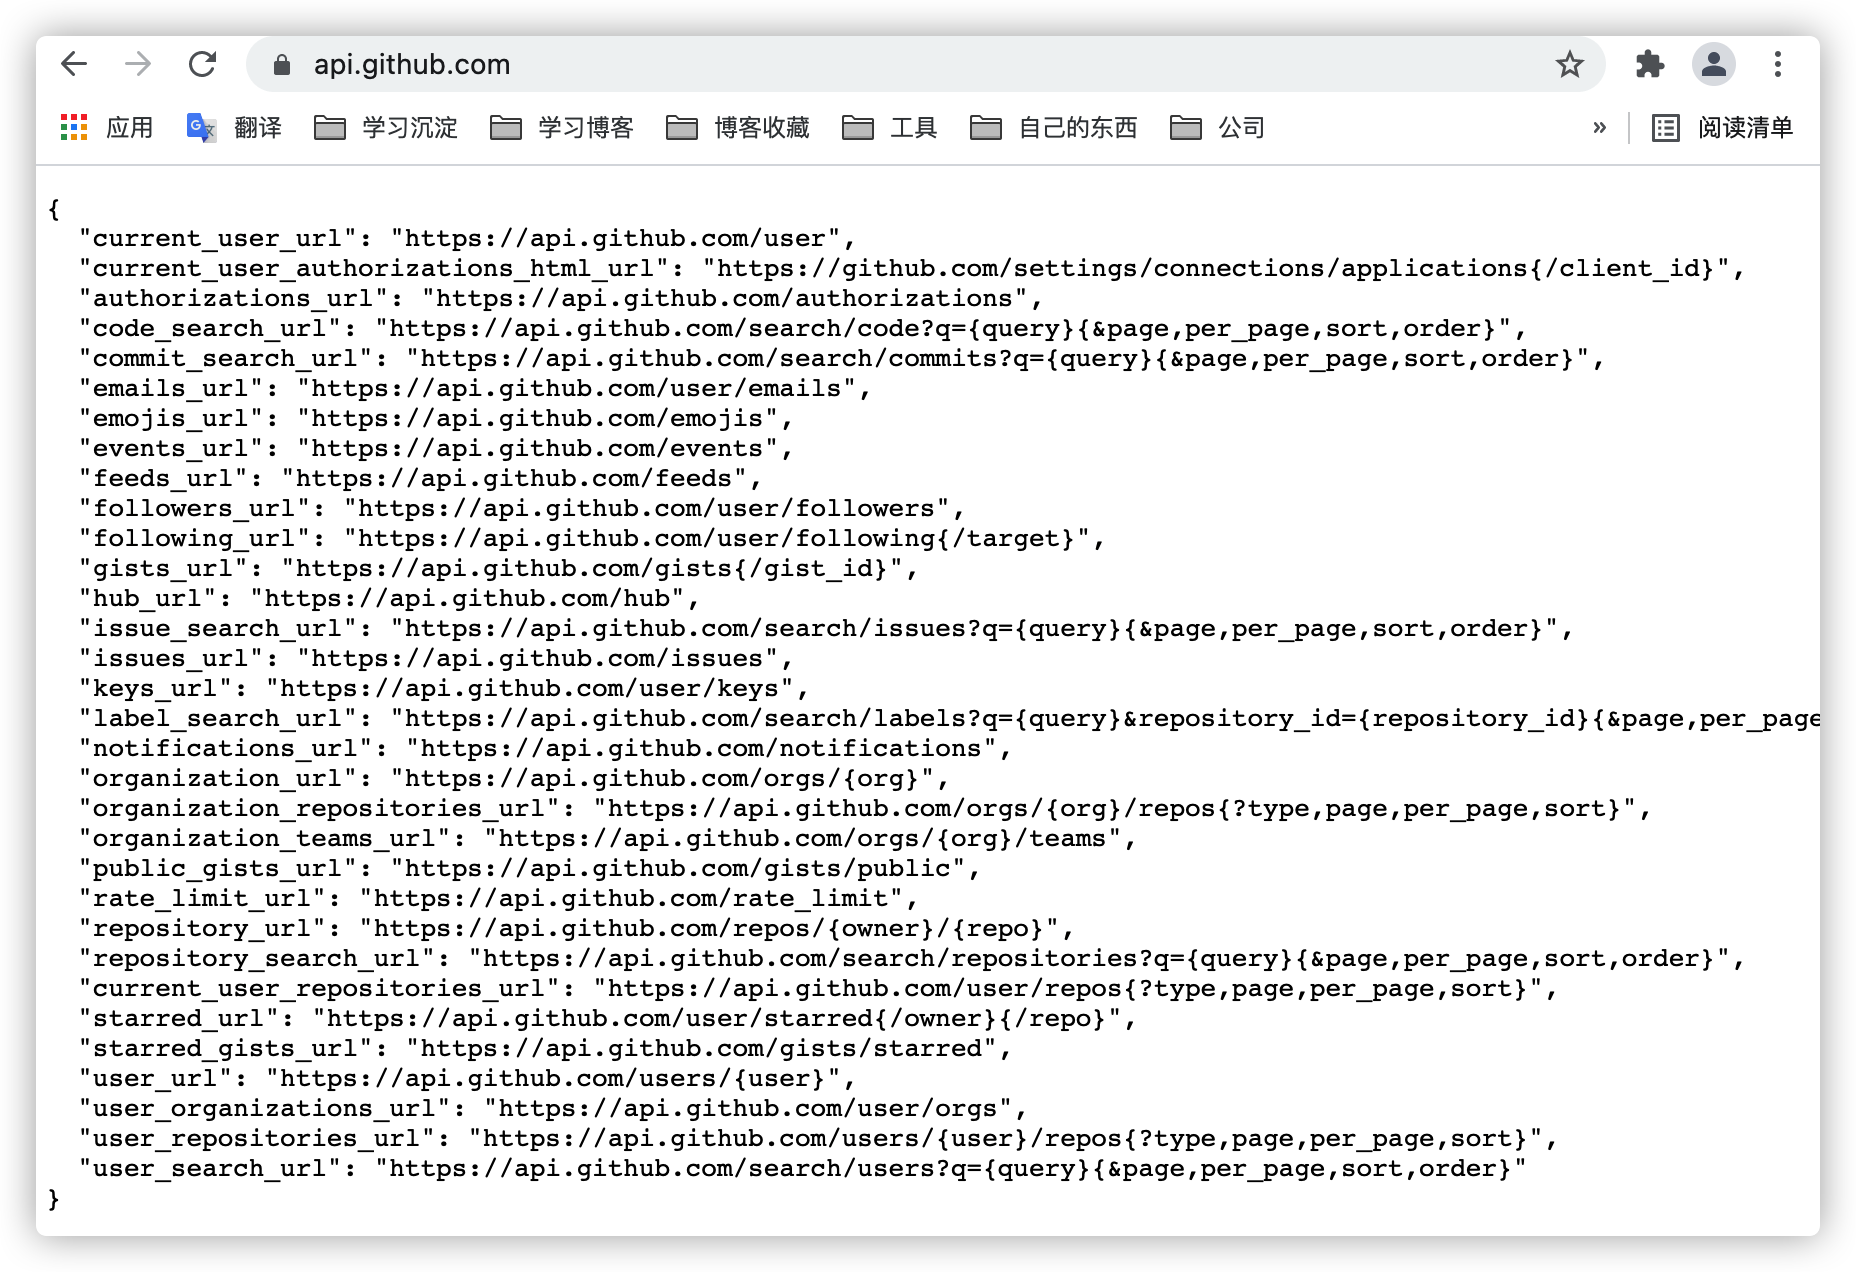 api.github.com
应用 翻译 学习沉淀 学习博客 博客收藏 工具 自己的东西 公司 » 阅读清单
{
  "current_user_url": "https://api.github.com/user",
  "current_user_authorizations_html_url": "https://github.com/settings/connections/applications{/client_id}",
  "authorizations_url": "https://api.github.com/authorizations",
  "code_search_url": "https://api.github.com/search/code?q={query}{&page,per_page,sort,order}",
  "commit_search_url": "https://api.github.com/search/commits?q={query}{&page,per_page,sort,order}",
  "emails_url": "https://api.github.com/user/emails",
  "emojis_url": "https://api.github.com/emojis",
  "events_url": "https://api.github.com/events",
  "feeds_url": "https://api.github.com/feeds",
  "followers_url": "https://api.github.com/user/followers",
  "following_url": "https://api.github.com/user/following{/target}",
  "gists_url": "https://api.github.com/gists{/gist_id}",
  "hub_url": "https://api.github.com/hub",
  "issue_search_url": "https://api.github.com/search/issues?q={query}{&page,per_page,sort,order}",
  "issues_url": "https://api.github.com/issues",
  "keys_url": "https://api.github.com/user/keys",
  "label_search_url": "https://api.github.com/search/labels?q={query}&repository_id={repository_id}{&page,per_page
  "notifications_url": "https://api.github.com/notifications",
  "organization_url": "https://api.github.com/orgs/{org}",
  "organization_repositories_url": "https://api.github.com/orgs/{org}/repos{?type,page,per_page,sort}",
  "organization_teams_url": "https://api.github.com/orgs/{org}/teams",
  "public_gists_url": "https://api.github.com/gists/public",
  "rate_limit_url": "https://api.github.com/rate_limit",
  "repository_url": "https://api.github.com/repos/{owner}/{repo}",
  "repository_search_url": "https://api.github.com/search/repositories?q={query}{&page,per_page,sort,order}",
  "current_user_repositories_url": "https://api.github.com/user/repos{?type,page,per_page,sort}",
  "starred_url": "https://api.github.com/user/starred{/owner}{/repo}",
  "starred_gists_url": "https://api.github.com/gists/starred",
  "user_url": "https://api.github.com/users/{user}",
  "user_organizations_url": "https://api.github.com/user/orgs",
  "user_repositories_url": "https://api.github.com/users/{user}/repos{?type,page,per_page,sort}",
  "user_search_url": "https://api.github.com/search/users?q={query}{&page,per_page,sort,order}"
}